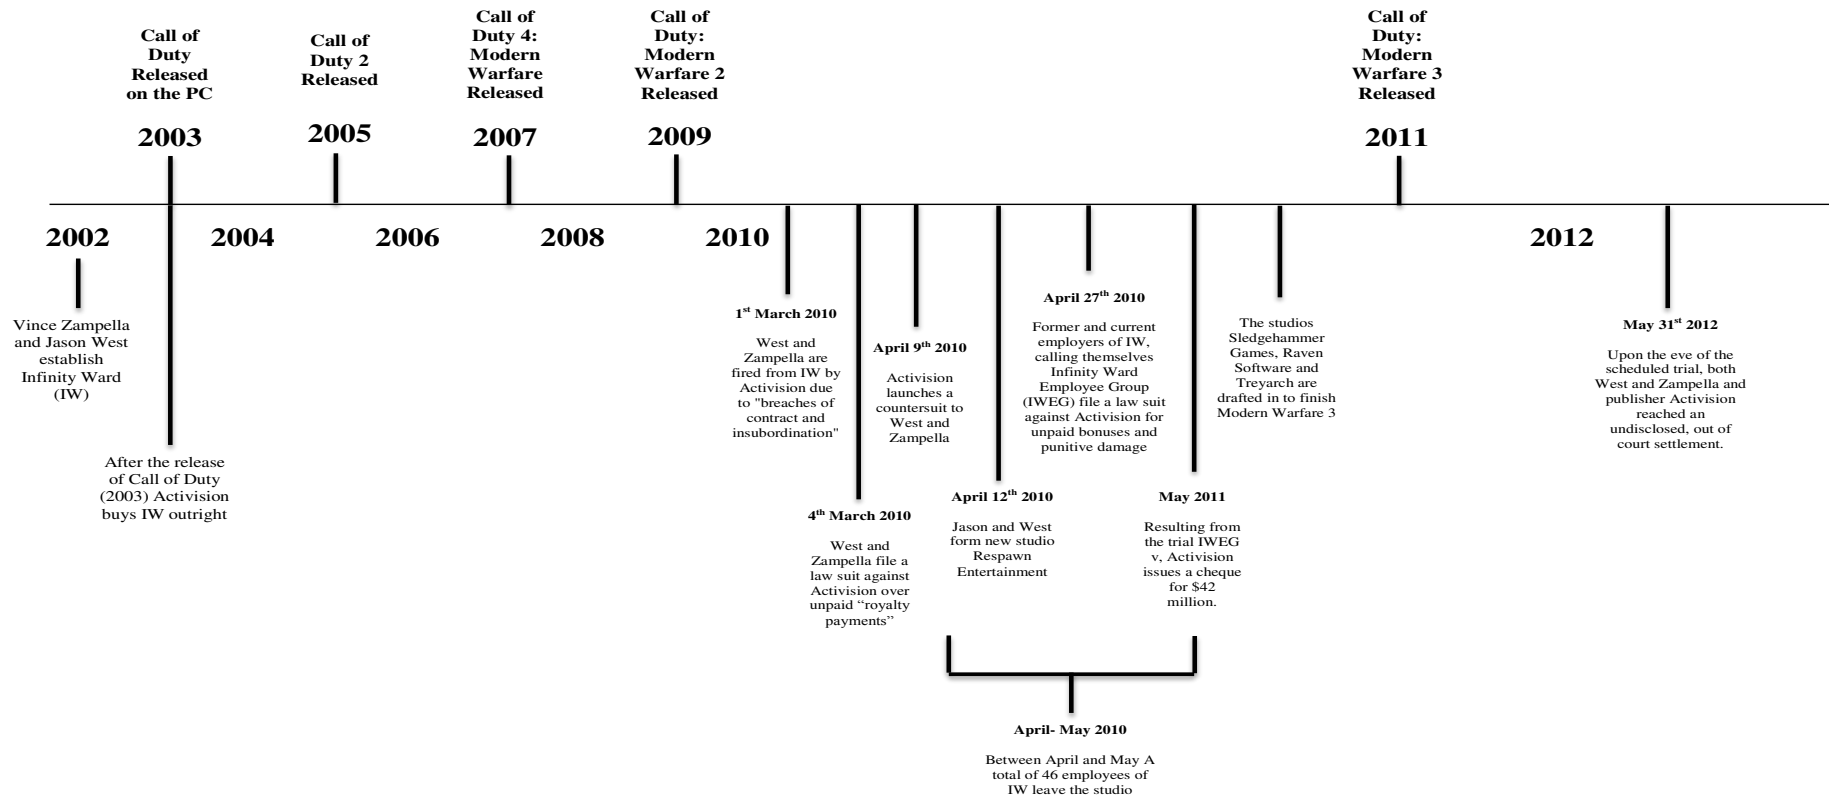 Call of
Duty
Released
on the PC
2003
Call of
Duty 2
Released
2005
Call of
Duty 4:
Modern
Warfare
Released
2007
Call of
Duty:
Modern
Warfare 2
Released
2009
Call of
Duty:
Modern
Warfare 3
Released
2011
2002
2004
2006
2008
2010
2012
Vince Zampella
and Jason West
establish
Infinity Ward
(IW)
After the release
of Call of Duty
(2003) Activision
buys IW outright
1st March 2010
West and
Zampella are
fired from IW by
Activision due
to "breaches of
contract and
insubordination"
4th March 2010
West and
Zampella file a
law suit against
Activision over
unpaid “royalty
payments”
April 9th 2010
Activision
launches a
countersuit to
West and
Zampella
April 12th 2010
Jason and West
form new studio
Respawn
Entertainment
April 27th 2010
Former and current
employers of IW,
calling themselves
Infinity Ward
Employee Group
(IWEG) file a law suit
against Activision for
unpaid bonuses and
punitive damage
May 2011
Resulting from
the trial IWEG
v, Activision
issues a cheque
for $42
million.
The studios
Sledgehammer
Games, Raven
Software and
Treyarch are
drafted in to finish
Modern Warfare 3
May 31st 2012
Upon the eve of the
scheduled trial, both
West and Zampella and
publisher Activision
reached an
undisclosed, out of
court settlement.
April- May 2010
Between April and May A
total of 46 employees of
IW leave the studio